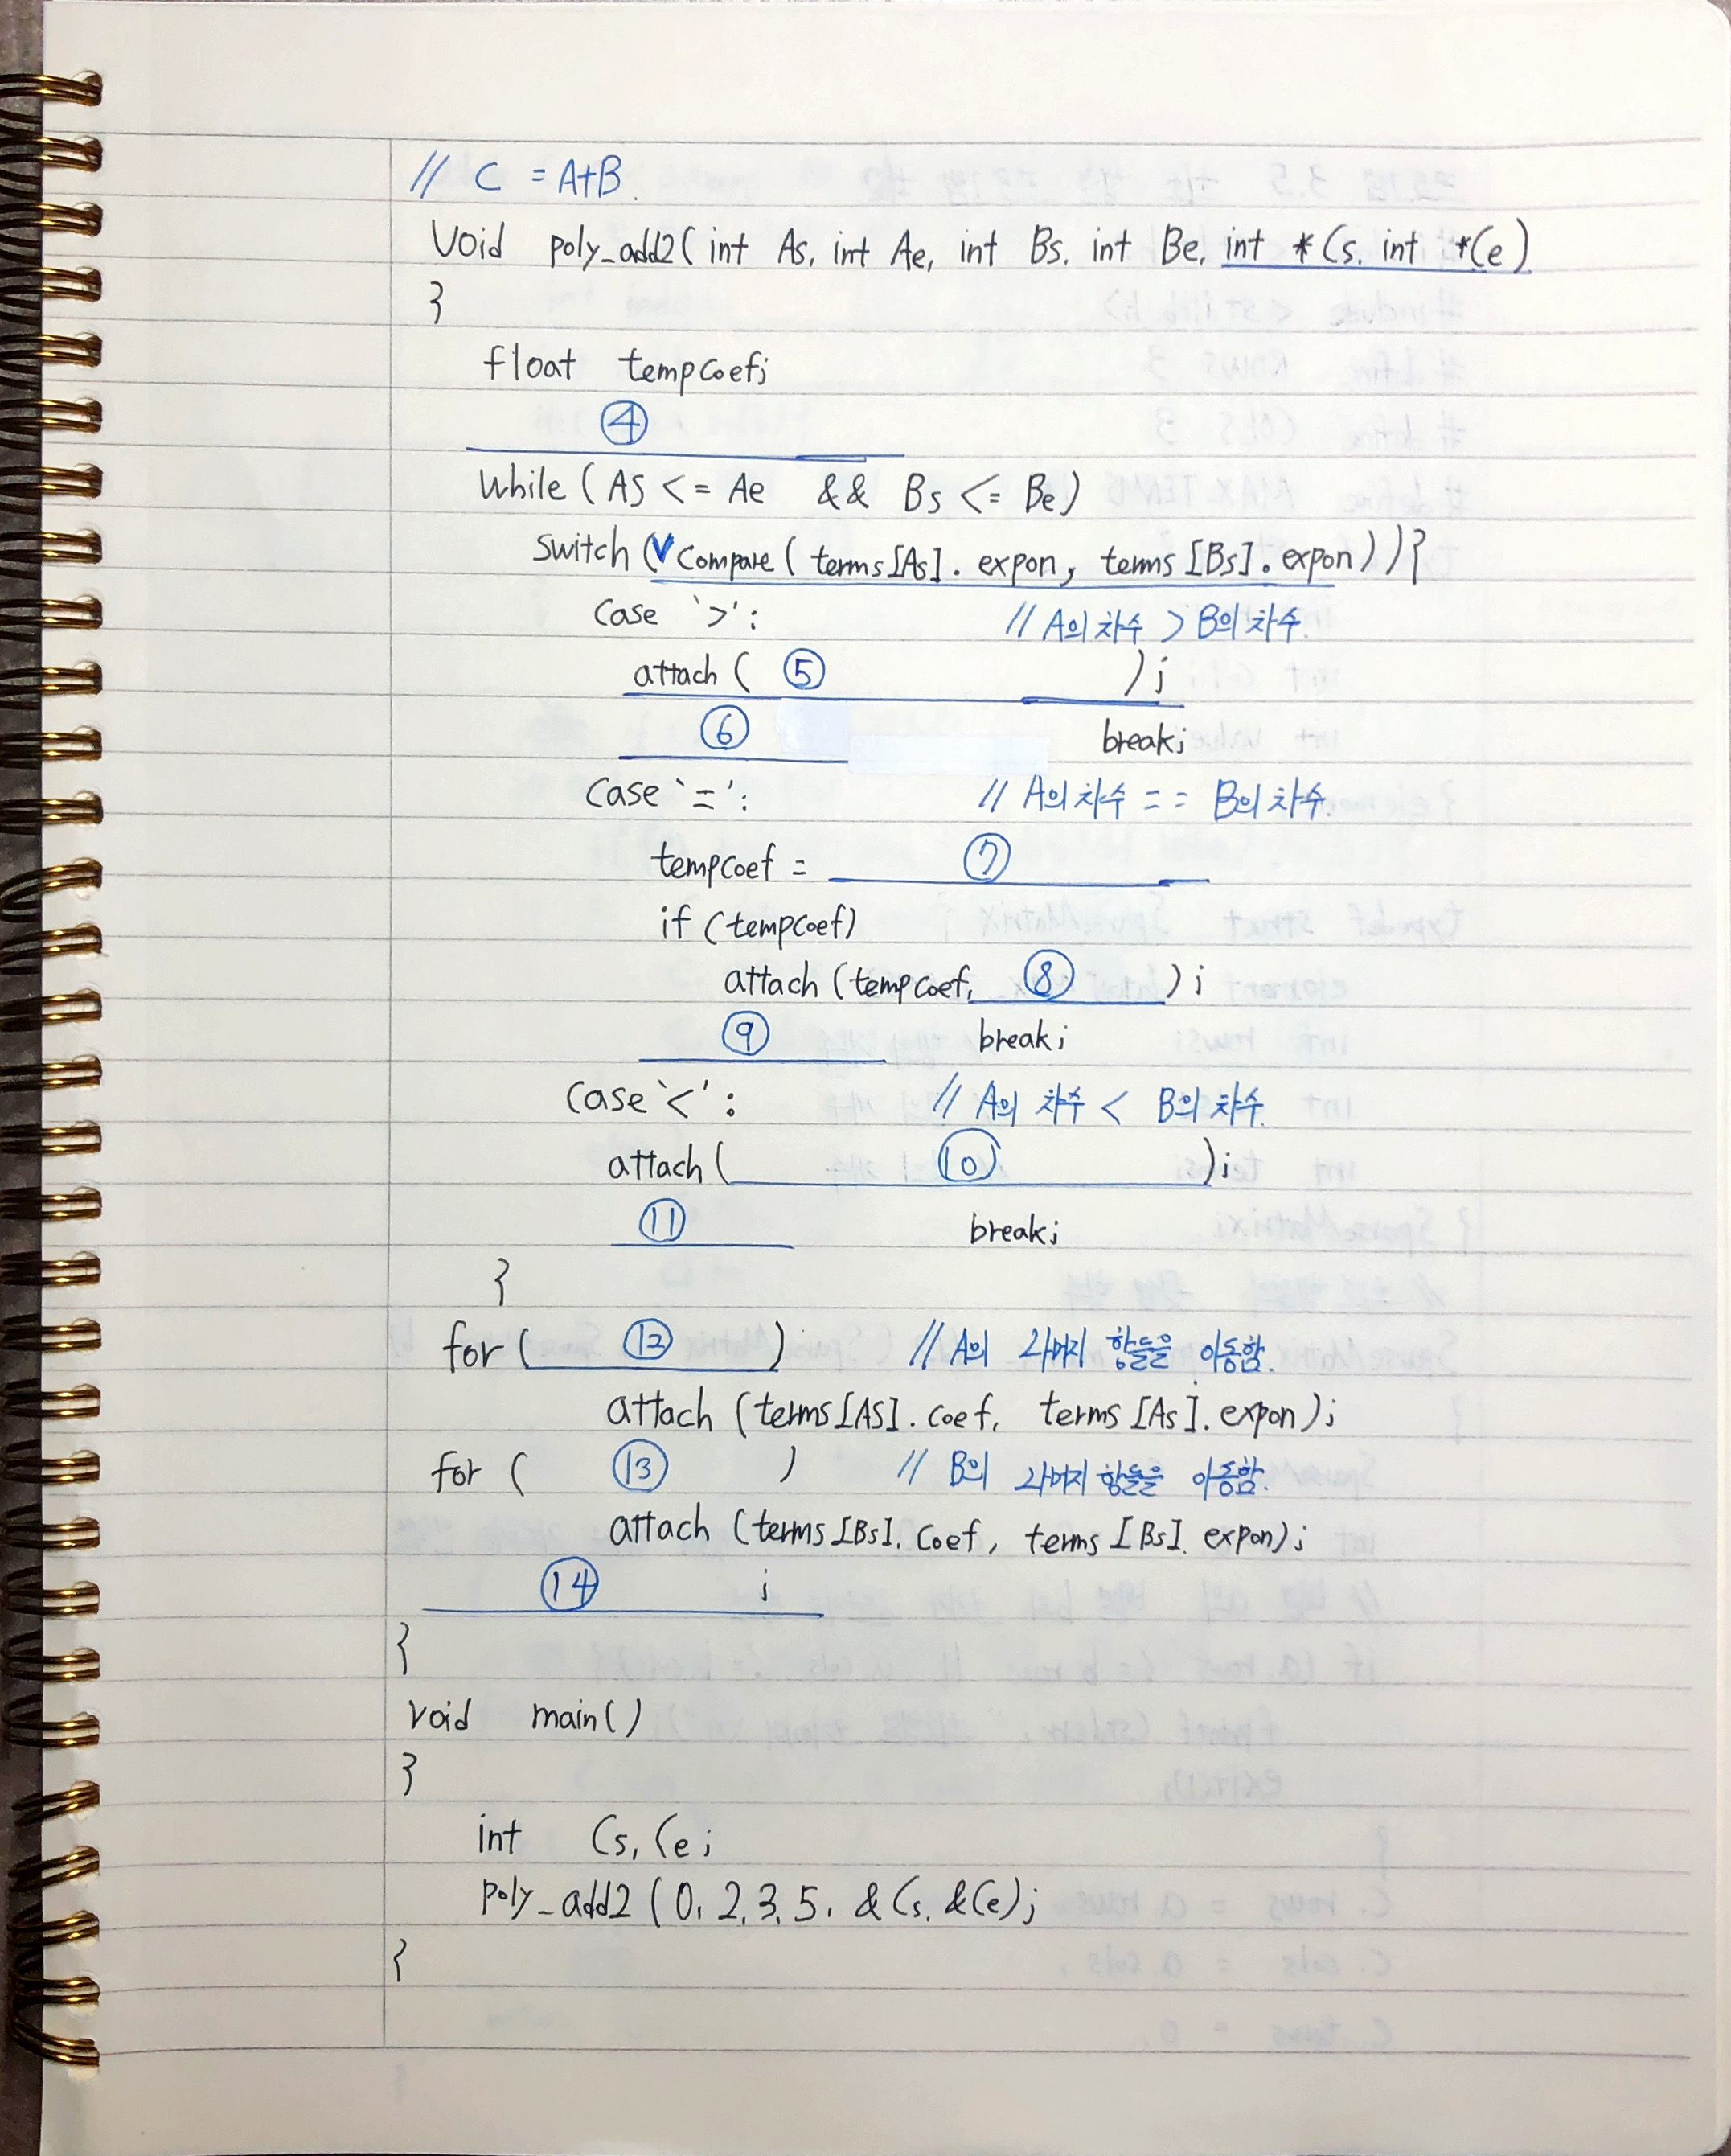 // C = A+B.
Void poly_add2( int As, int Ae, int Bs. int Be. int *Cs. int *Ce )
}
float tempcoef;
④
while ( As <= Ae && Bs <= Be )
switch (∨ Compare ( terms[As] . expon, terms [Bs] . expon ) ) }
Case '>' : // A의 차수 > B의 차수.
attach ( ⑤ );
⑥ break;
Case '=' : // A의 차수 == B의 차수.
tempcoef = ⑦
if (tempcoef)
attach (tempcoef, ⑧ );
⑨ break;
Case '<' : // A의 차수 < B의 차수.
attach ( ⑩ );
⑪ break;
}
for ( ⑫ ) // A의 나머지 항들을 이동함.
attach (terms[As] . coef, terms [As]. expon );
for ( ⑬ ) // B의 나머지 항들을 이동함.
attach (terms [Bs]. Coef, terms [ Bs]. expon);
⑭ ;
}
void main( )
}
int Cs, Ce ;
poly_add2 ( 0, 2, 3, 5, &Cs, &Ce );
}